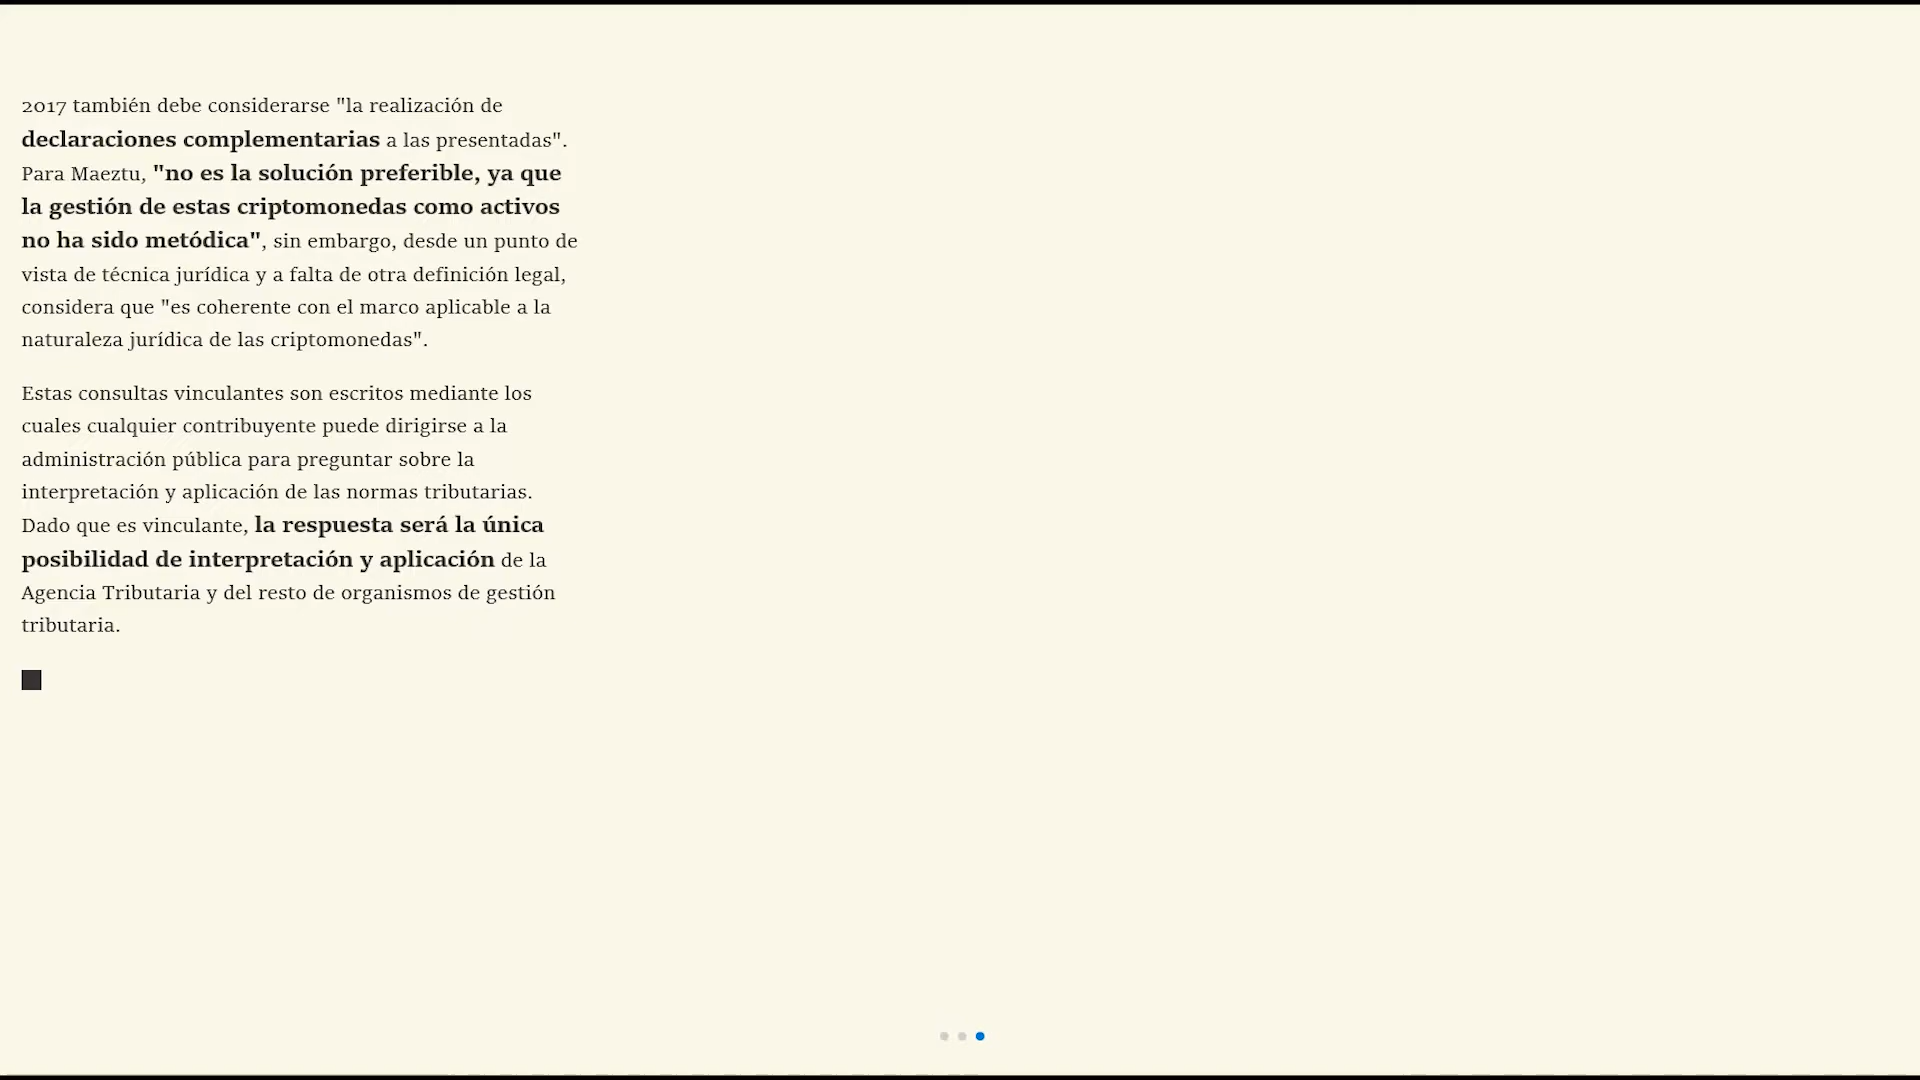 2017 también debe considerarse "la realización de
declaraciones complementarias a las presentadas".
Para Maeztu, "no es la solución preferible, ya que
la gestión de estas criptomonedas como activos
no ha sido metódica", sin embargo, desde un punto de
vista de técnica jurídica y a falta de otra definición legal,
considera que "es coherente con el marco aplicable a la
naturaleza jurídica de las criptomonedas".
Estas consultas vinculantes son escritos mediante los
cuales cualquier contribuyente puede dirigirse a la
administración pública para preguntar sobre la
interpretación y aplicación de las normas tributarias.
Dado que es vinculante, la respuesta será la única
posibilidad de interpretación y aplicación de la
Agencia Tributaria y del resto de organismos de gestión
tributaria.